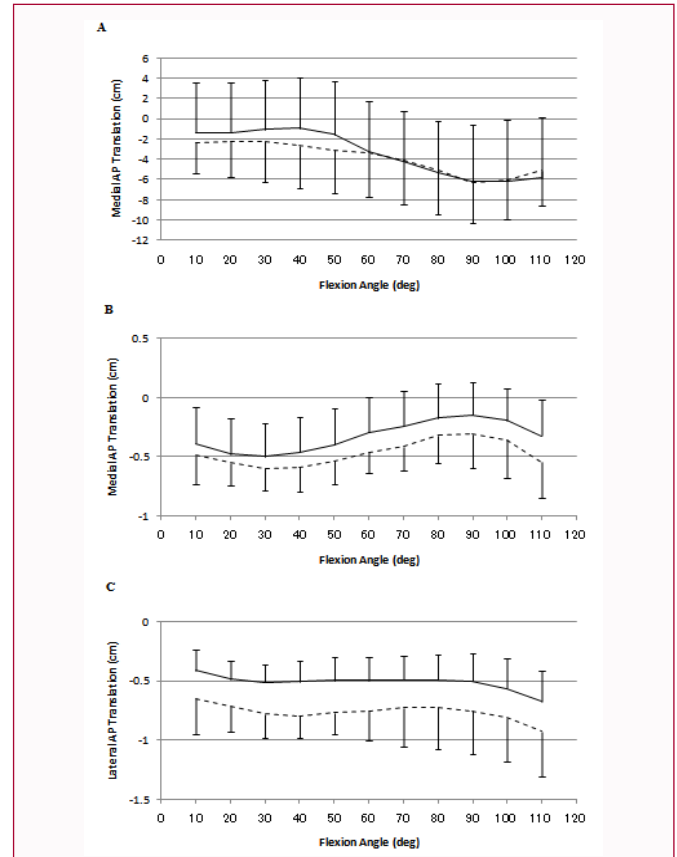 A
6
4
2
0
-2
-4
-6
-8
-10
-12
Medial AP Translation (cm)
0 10 20 30 40 50 60 70 80 90 100 110 120
Flexion Angle (deg)
B
0.5
0
-0.5
-1
Medial AP Translation (cm)
0 10 20 30 40 50 60 70 80 90 100 110 120
Flexion Angle (deg)
C
0
-0.5
-1
-1.5
Lateral AP Translation (cm)
0 10 20 30 40 50 60 70 80 90 100 110 120
Flexion Angle (deg)